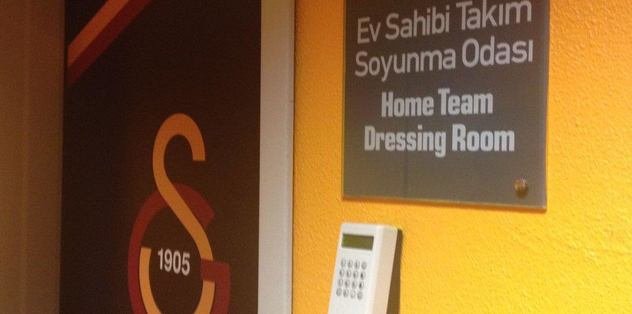 Ev Sahibi Takım
Soyunma Odası
Home Team
Dressing Room
1905